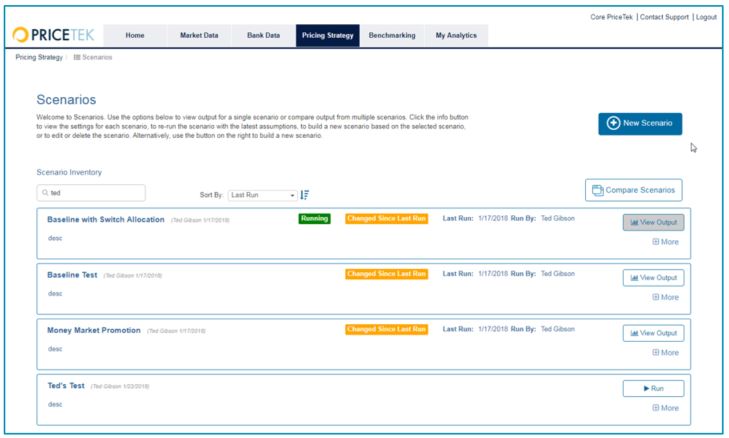 Core PriceTek | Contact Support | Logout
PRICETEK Home Market Data Bank Data Pricing Strategy Benchmarking My Analytics
Pricing Strategy Scenarios
Scenarios
Welcome to Scenarios. Use the options below to view output for a single scenario or compare output from multiple scenarios. Click the info button
to view the settings for each scenario, to re-run the scenario with the latest assumptions, to build a new scenario based on the selected scenario,
or to edit or delete the scenario. Alternatively, use the button on the right to build a new scenario.
New Scenario
Scenario Inventory
ted Sort By: Last Run Compare Scenarios
Baseline with Switch Allocation (Ted Gibson 1/17/2018) Running Changed Since Last Run Last Run: 1/17/2018 Run By: Ted Gibson View Output
desc More
Baseline Test (Ted Gibson 1/17/2018) Changed Since Last Run Last Run: 1/17/2018 Run By: Ted Gibson View Output
desc More
Money Market Promotion (Ted Gibson 1/17/2018) Changed Since Last Run Last Run: 1/17/2018 Run By: Ted Gibson View Output
desc More
Ted's Test (Ted Gibson 1/23/2018) Run
desc More